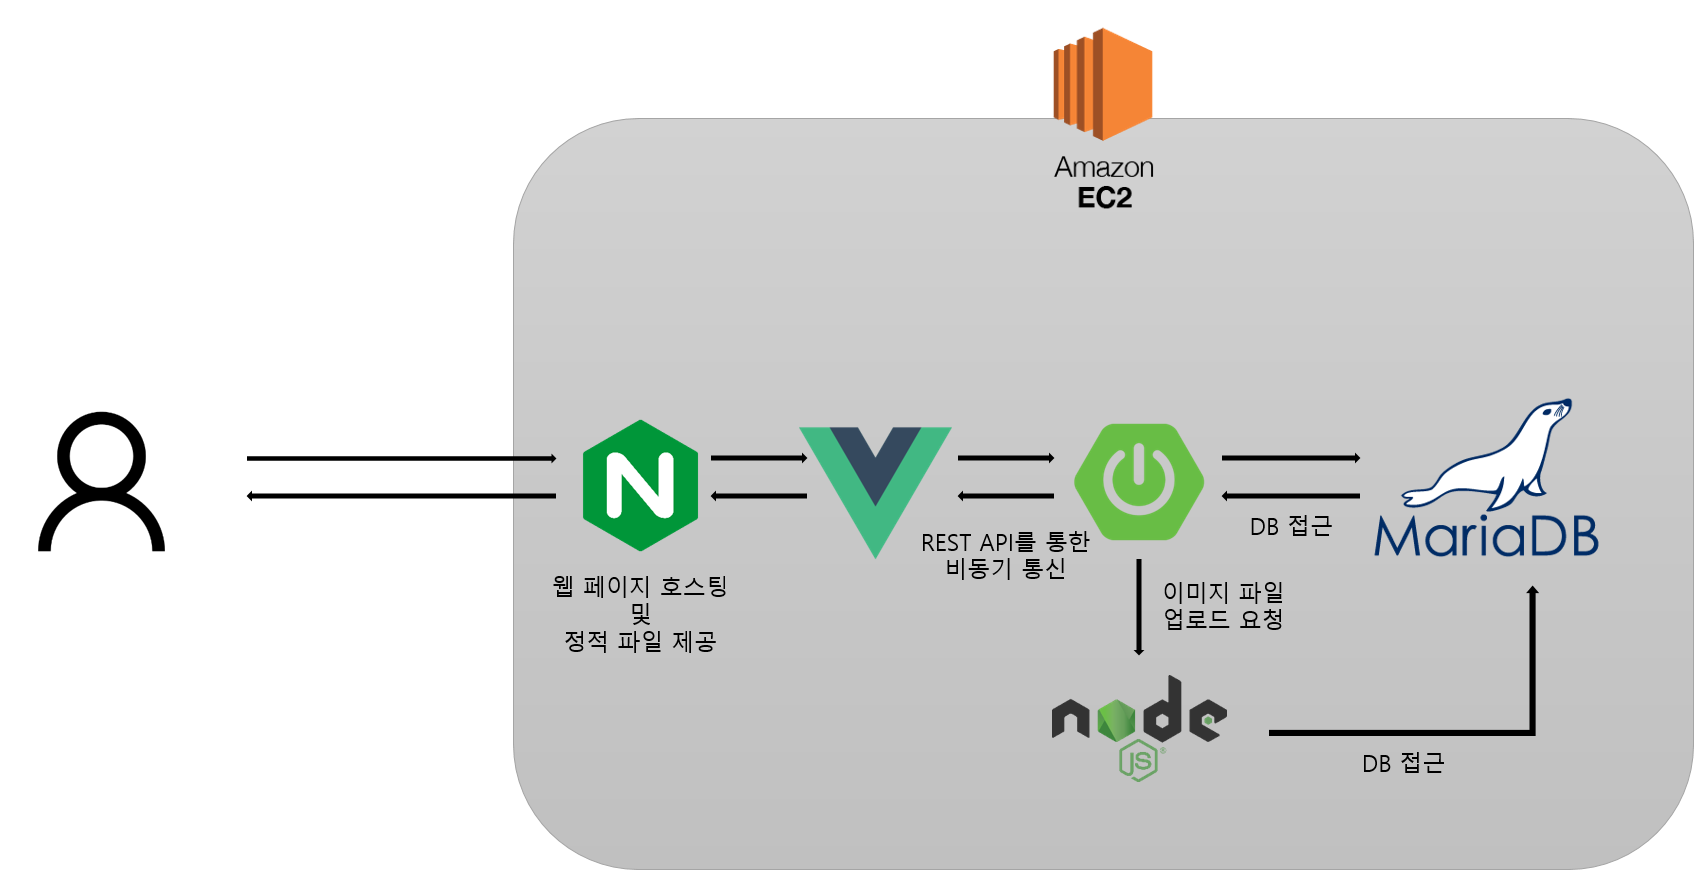 Amazon
EC2
N
웹 페이지 호스팅
및
정적 파일 제공
REST API를 통한
비동기 통신
DB 접근
MariaDB
이미지 파일
업로드 요청
node
JS®
DB 접근